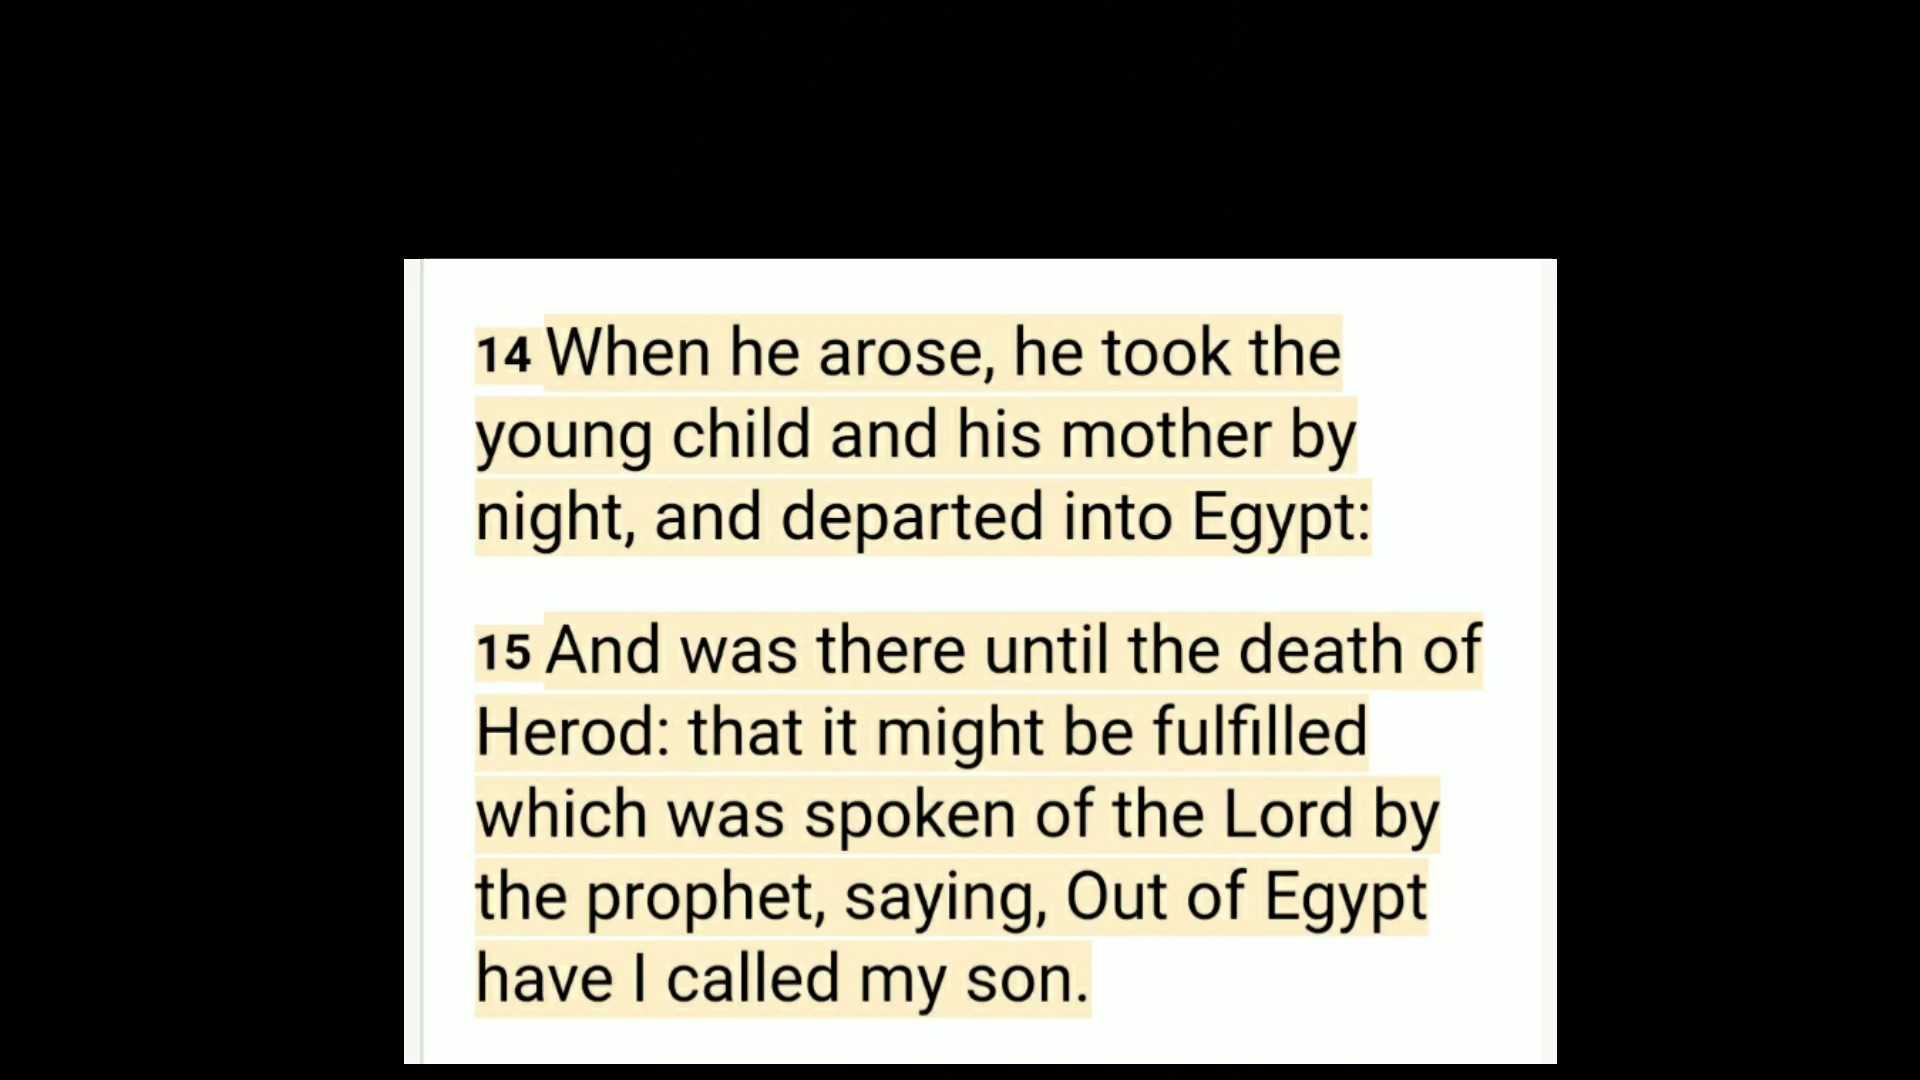 14 When he arose, he took the
young child and his mother by
night, and departed into Egypt:
15 And was there until the death of
Herod: that it might be fulfilled
which was spoken of the Lord by
the prophet, saying, Out of Egypt
have I called my son.